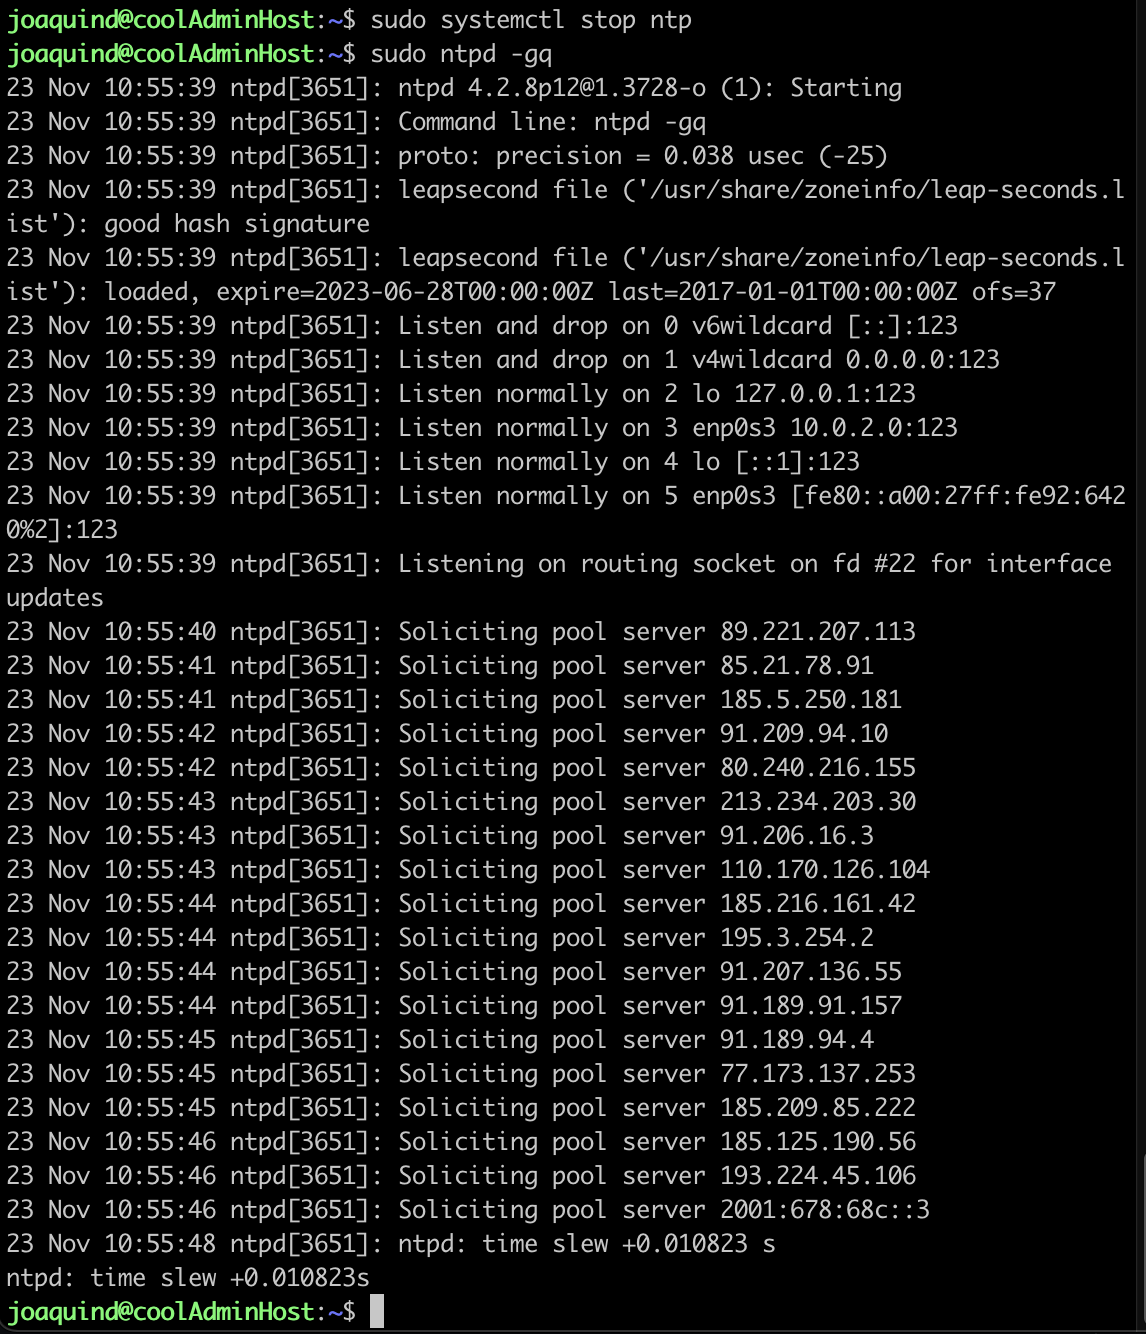 joaquind@coolAdminHost:~$ sudo systemctl stop ntp
joaquind@coolAdminHost:~$ sudo ntpd -gq
23 Nov 10:55:39 ntpd[3651]: ntpd 4.2.8p12@1.3728-o (1): Starting
23 Nov 10:55:39 ntpd[3651]: Command line: ntpd -gq
23 Nov 10:55:39 ntpd[3651]: proto: precision = 0.038 usec (-25)
23 Nov 10:55:39 ntpd[3651]: leapsecond file ('/usr/share/zoneinfo/leap-seconds.l
ist'): good hash signature
23 Nov 10:55:39 ntpd[3651]: leapsecond file ('/usr/share/zoneinfo/leap-seconds.l
ist'): loaded, expire=2023-06-28T00:00:00Z last=2017-01-01T00:00:00Z ofs=37
23 Nov 10:55:39 ntpd[3651]: Listen and drop on 0 v6wildcard [::]:123
23 Nov 10:55:39 ntpd[3651]: Listen and drop on 1 v4wildcard 0.0.0.0:123
23 Nov 10:55:39 ntpd[3651]: Listen normally on 2 lo 127.0.0.1:123
23 Nov 10:55:39 ntpd[3651]: Listen normally on 3 enp0s3 10.0.2.0:123
23 Nov 10:55:39 ntpd[3651]: Listen normally on 4 lo [::1]:123
23 Nov 10:55:39 ntpd[3651]: Listen normally on 5 enp0s3 [fe80::a00:27ff:fe92:642
0%2]:123
23 Nov 10:55:39 ntpd[3651]: Listening on routing socket on fd #22 for interface
updates
23 Nov 10:55:40 ntpd[3651]: Soliciting pool server 89.221.207.113
23 Nov 10:55:41 ntpd[3651]: Soliciting pool server 85.21.78.91
23 Nov 10:55:41 ntpd[3651]: Soliciting pool server 185.5.250.181
23 Nov 10:55:42 ntpd[3651]: Soliciting pool server 91.209.94.10
23 Nov 10:55:42 ntpd[3651]: Soliciting pool server 80.240.216.155
23 Nov 10:55:43 ntpd[3651]: Soliciting pool server 213.234.203.30
23 Nov 10:55:43 ntpd[3651]: Soliciting pool server 91.206.16.3
23 Nov 10:55:43 ntpd[3651]: Soliciting pool server 110.170.126.104
23 Nov 10:55:44 ntpd[3651]: Soliciting pool server 185.216.161.42
23 Nov 10:55:44 ntpd[3651]: Soliciting pool server 195.3.254.2
23 Nov 10:55:44 ntpd[3651]: Soliciting pool server 91.207.136.55
23 Nov 10:55:44 ntpd[3651]: Soliciting pool server 91.189.91.157
23 Nov 10:55:45 ntpd[3651]: Soliciting pool server 91.189.94.4
23 Nov 10:55:45 ntpd[3651]: Soliciting pool server 77.173.137.253
23 Nov 10:55:45 ntpd[3651]: Soliciting pool server 185.209.85.222
23 Nov 10:55:46 ntpd[3651]: Soliciting pool server 185.125.190.56
23 Nov 10:55:46 ntpd[3651]: Soliciting pool server 193.224.45.106
23 Nov 10:55:46 ntpd[3651]: Soliciting pool server 2001:678:68c::3
23 Nov 10:55:48 ntpd[3651]: ntpd: time slew +0.010823 s
ntpd: time slew +0.010823s
joaquind@coolAdminHost:~$